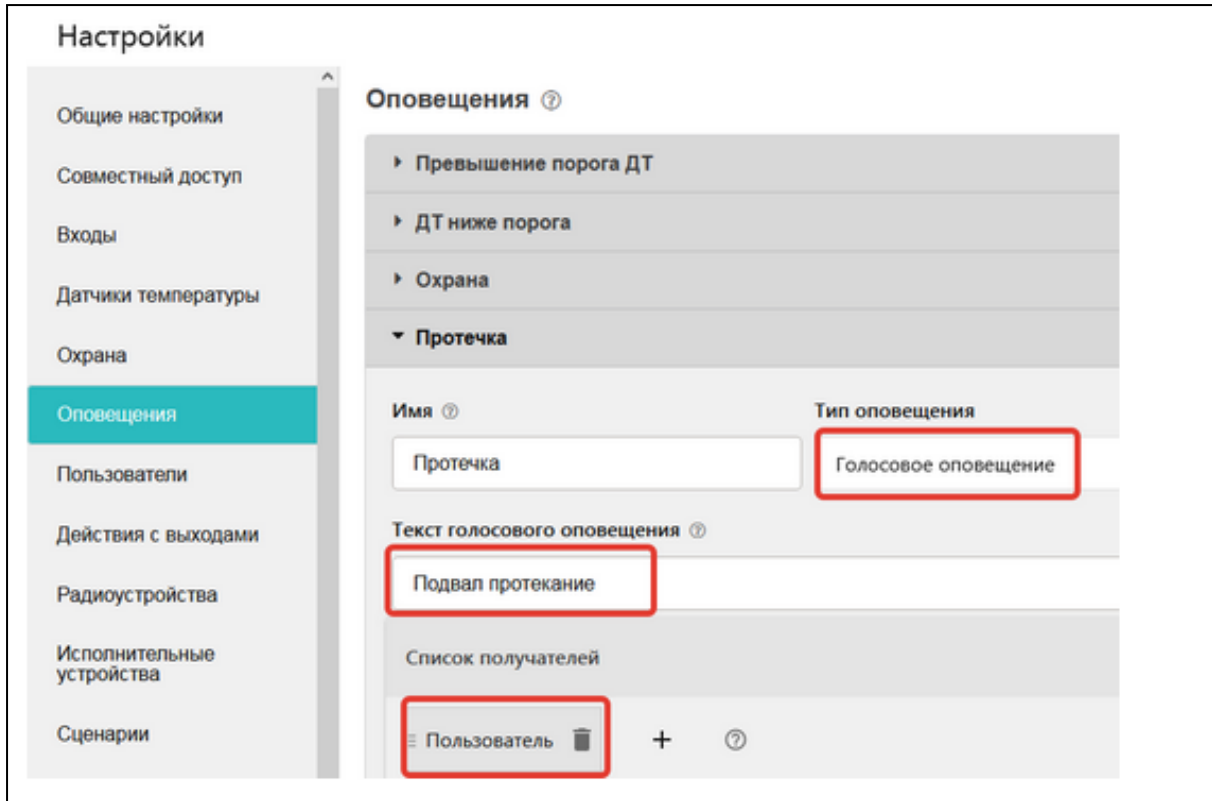 Настройки
Общие настройки
Совместный доступ
Входы
Датчики температуры
Охрана
Оповещения
Пользователи
Действия с выходами
Радиоустройства
Исполнительные
устройства
Сценарии
Оповещения ?
Превышение порога ДТ
ДТ ниже порога
Охрана
Протечка
Имя ?
Тип оповещения
Протечка
Голосовое оповещение
Текст голосового оповещения ?
Подвал протекание
Список получателей
Пользователь + ?